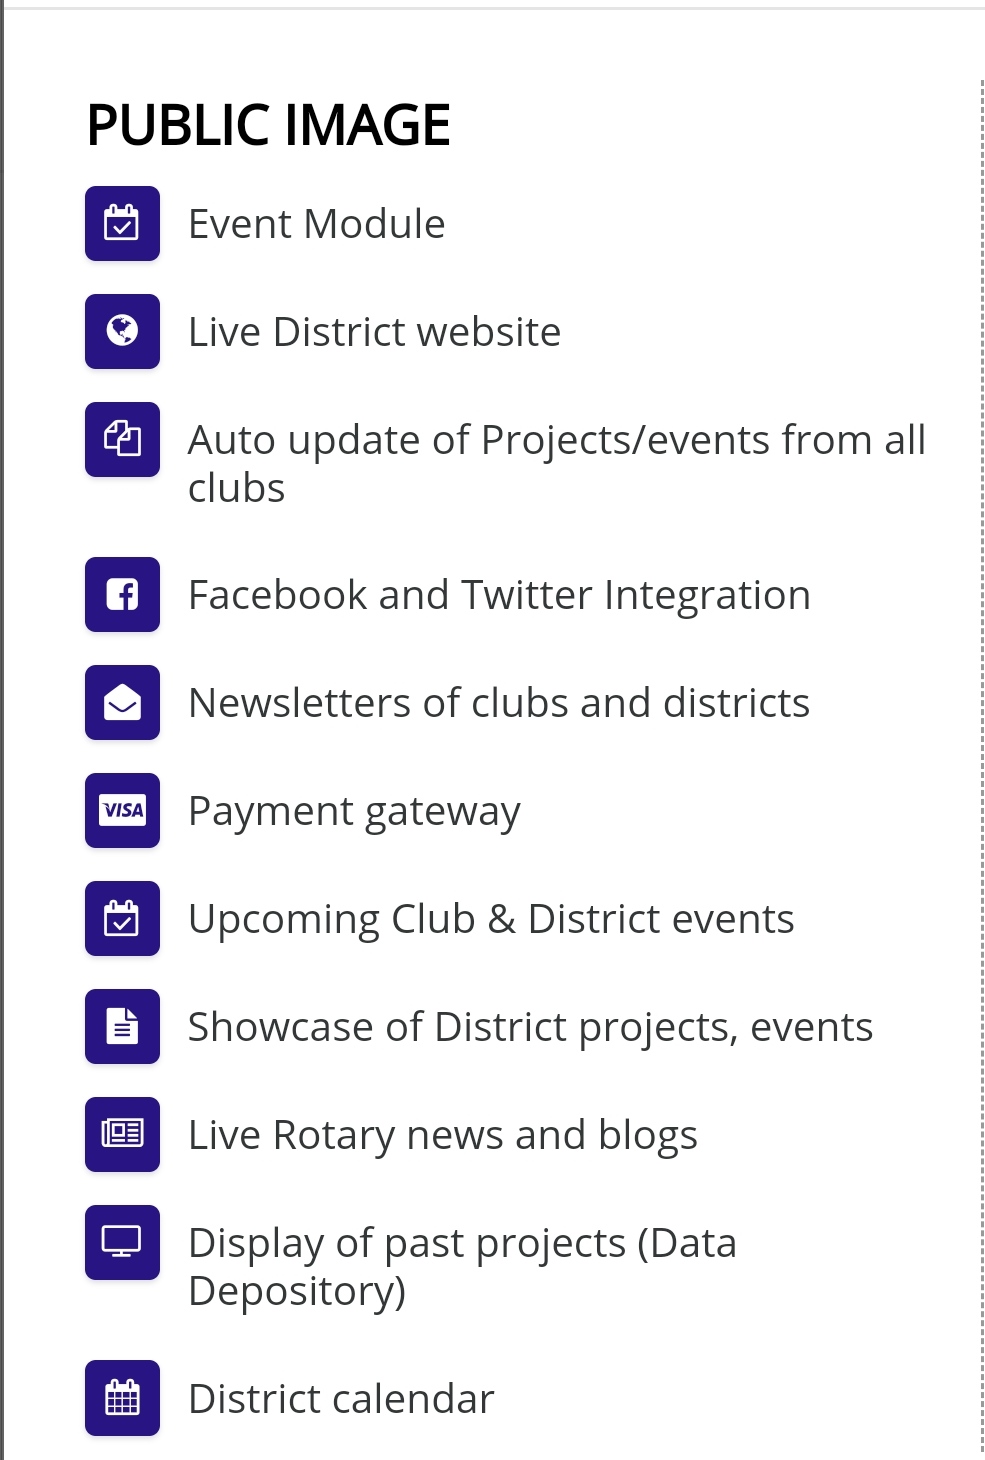 PUBLIC IMAGE
Event Module
Live District website
Auto update of Projects/events from all
clubs
Facebook and Twitter Integration
Newsletters of clubs and districts
VISA
Payment gateway
Upcoming Club & District events
Showcase of District projects, events
Live Rotary news and blogs
Display of past projects (Data
Depository)
District calendar